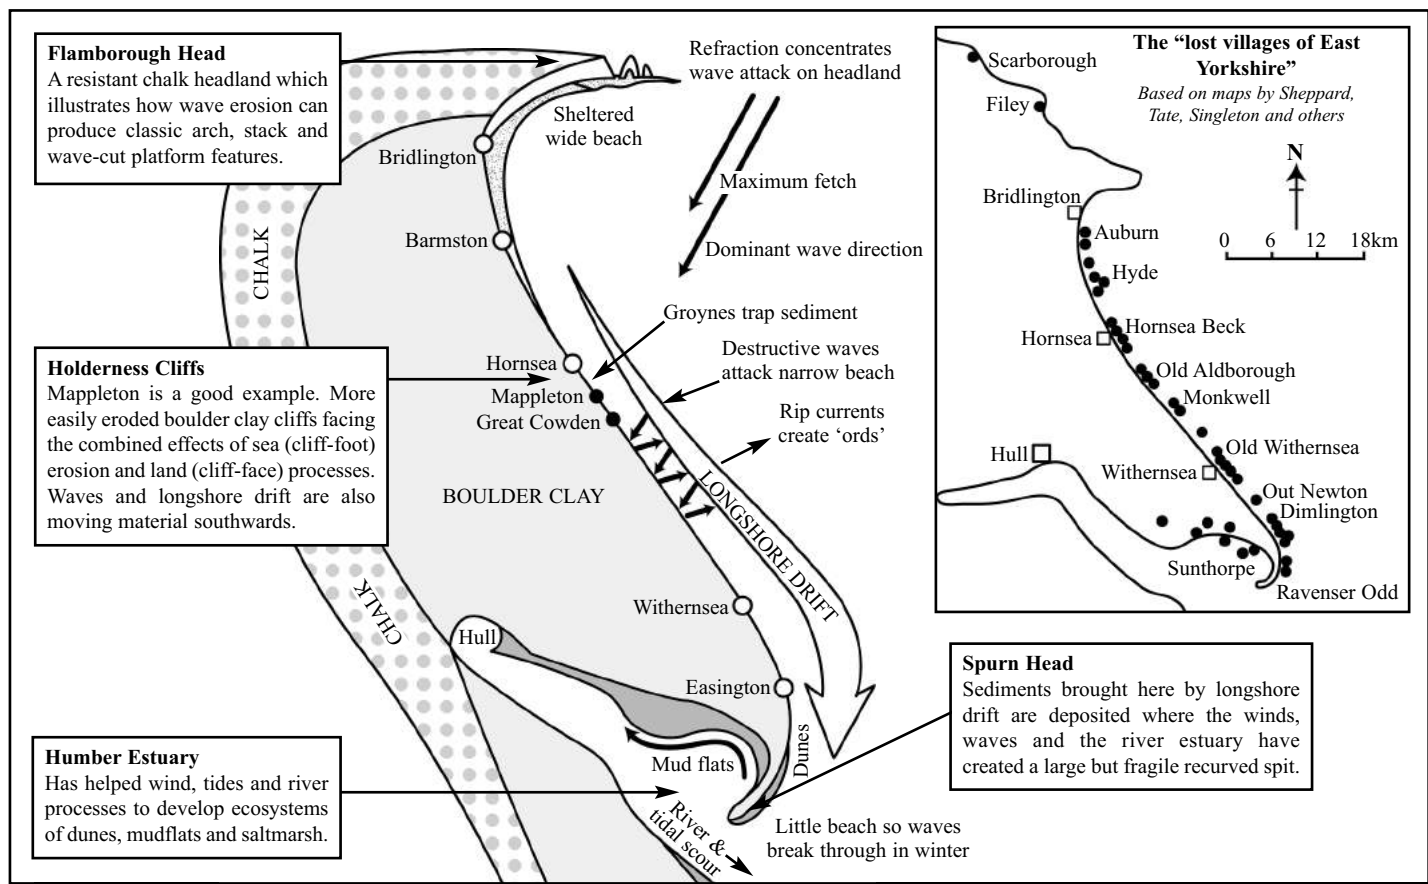 Flamborough Head
A resistant chalk headland which
illustrates how wave erosion can
produce classic arch, stack and
wave-cut platform features.
Refraction concentrates
wave attack on headland
Sheltered
wide beach
Bridlington
Maximum fetch
Barmston
Dominant wave direction
CHALK
Groynes trap sediment
Holderness Cliffs
Mappleton is a good example. More
easily eroded boulder clay cliffs facing
the combined effects of sea (cliff-foot)
erosion and land (cliff-face) processes.
Waves and longshore drift are also
moving material southwards.
Hornsea
Mappleton
Great Cowden
Destructive waves
attack narrow beach
Rip currents
create ‘ords’
BOULDER CLAY
LONGSHORE DRIFT
CHALK
Withernsea
Hull
Easington
Dunes
Mud flats
Humber Estuary
Has helped wind, tides and river
processes to develop ecosystems
of dunes, mudflats and saltmarsh.
River &
tidal scour
Little beach so waves
break through in winter
Spurn Head
Sediments brought here by longshore
drift are deposited where the winds,
waves and the river estuary have
created a large but fragile recurved spit.
The “lost villages of East
Yorkshire”
Based on maps by Sheppard,
Tate, Singleton and others
Scarborough
Filey
N
Bridlington
Auburn
0 6 12 18km
Hyde
Hornsea Beck
Hornsea
Old Aldborough
Monkwell
Hull
Old Withernsea
Withernsea
Out Newton
Dimlington
Sunthorpe
Ravenser Odd